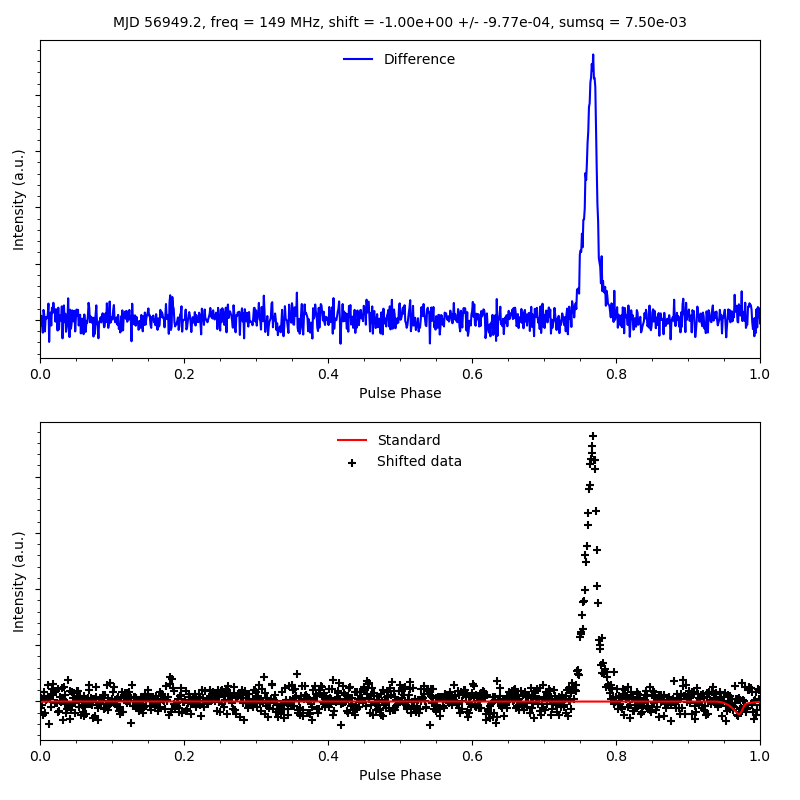 MJD 56949.2, freq = 149 MHz, shift = -1.00e+00 +/- -9.77e-04, sumsq = 7.50e-03
Difference
Intensity (a.u.)
0.0 0.2 0.4 0.6 0.8 1.0
Pulse Phase
Standard
Shifted data
Intensity (a.u.)
0.0 0.2 0.4 0.6 0.8 1.0
Pulse Phase